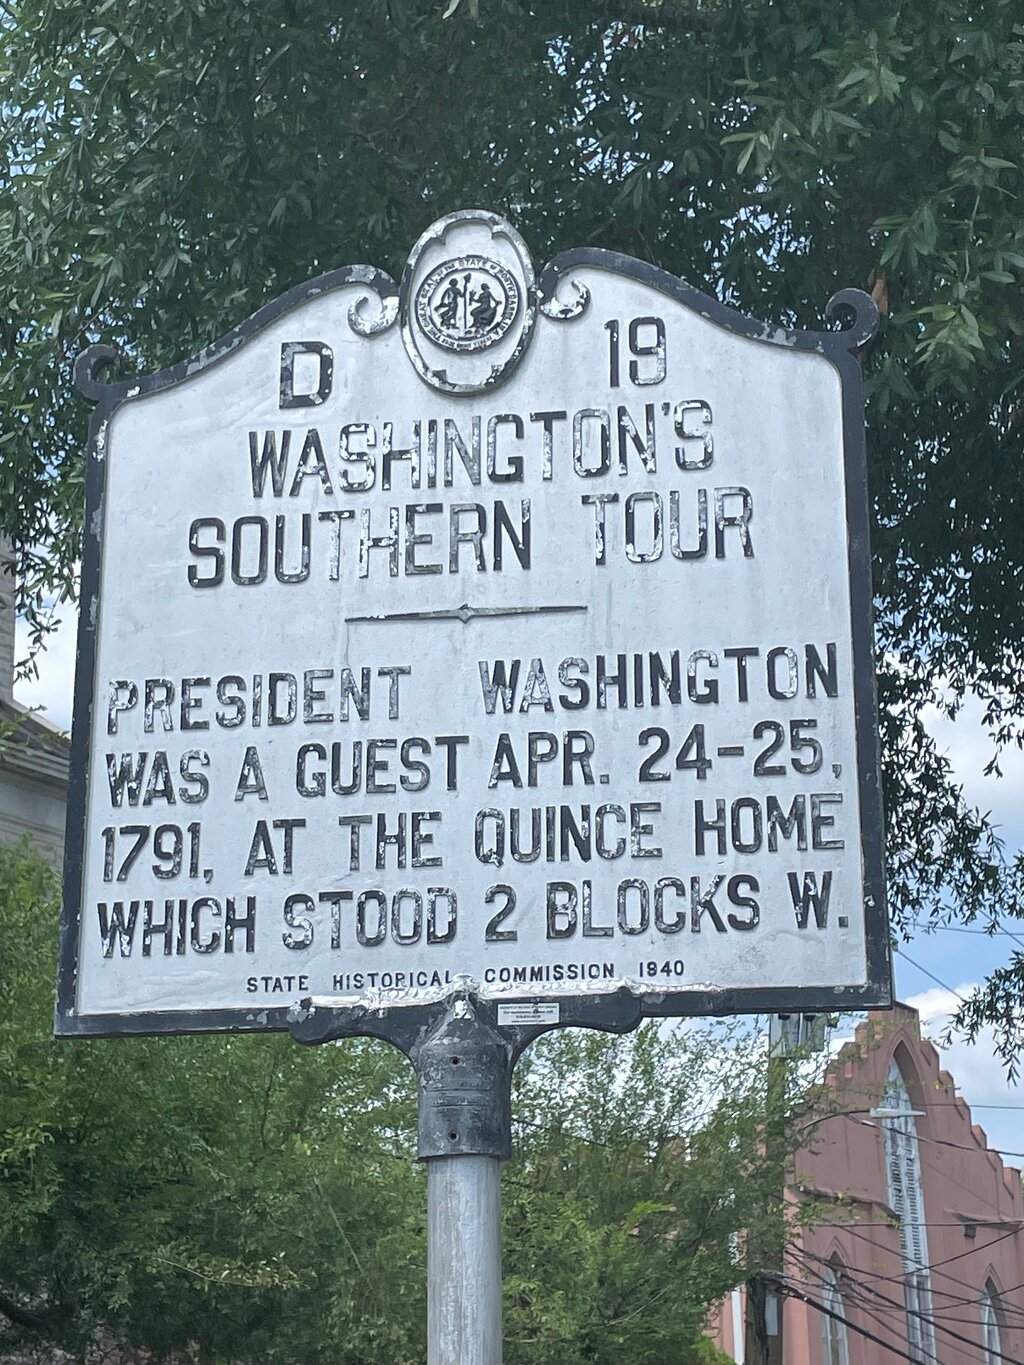 D 19
WASHINGTON'S
SOUTHERN TOUR
PRESIDENT WASHINGTON
WAS A GUEST APR. 24-25,
1791, AT THE QUINCE HOME
WHICH STOOD 2 BLOCKS W.
STATE HISTORICAL COMMISSION 1940